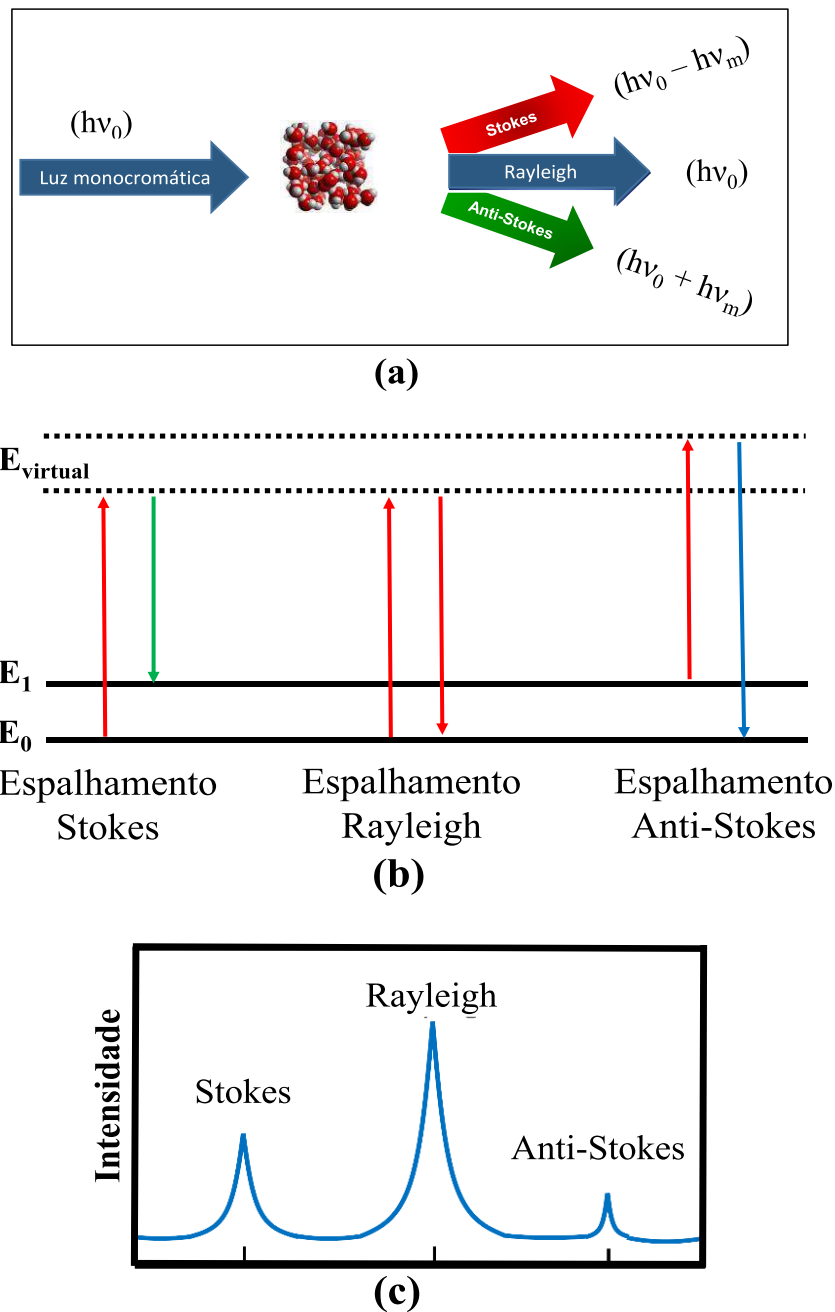 (hν₀ – hνₘ)
Stokes
(hν₀)
Luz monocromática
Rayleigh
(hν₀)
Anti-Stokes
(hν₀ + hνₘ)
(a)
E_virtual
E₁
E₀
Espalhamento
Stokes
Espalhamento
Rayleigh
Espalhamento
Anti-Stokes
(b)
Intensidade
Rayleigh
Stokes
Anti-Stokes
(c)